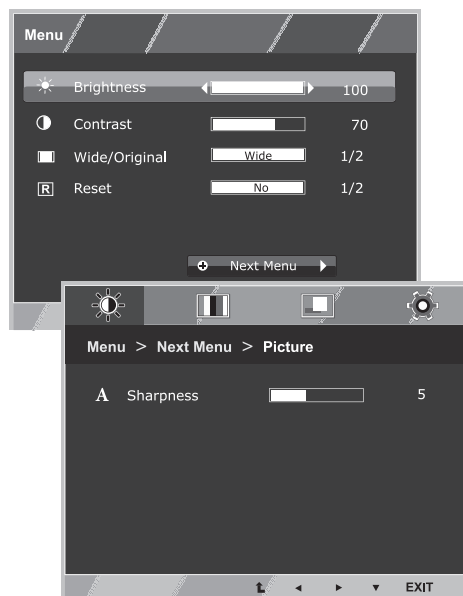 Menu
Brightness 100
Contrast 70
Wide/Original Wide 1/2
R Reset No 1/2
Next Menu
Menu > Next Menu > Picture
A Sharpness 5
EXIT